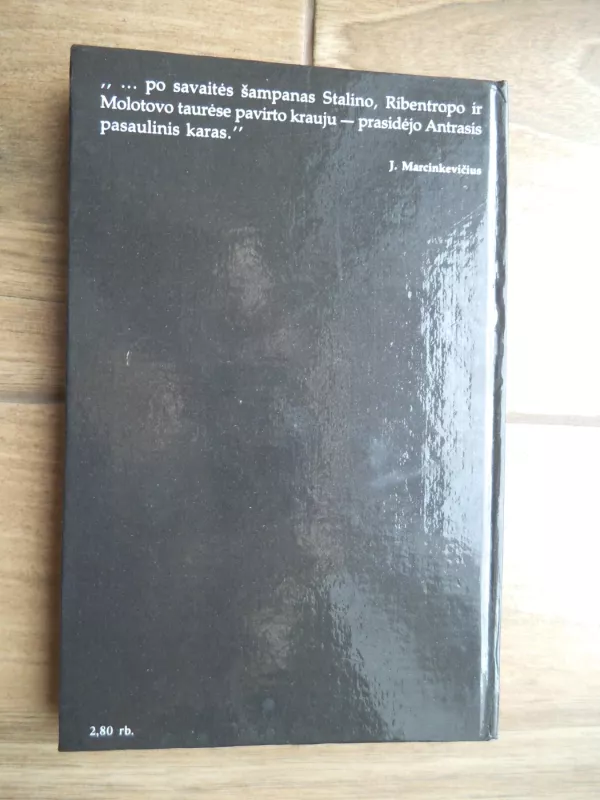 ,, ... po savaitės šampanas Stalino, Ribentropo ir
Molotovo taurėse pavirto krauju — prasidėjo Antrasis
pasaulinis karas.''
J. Marcinkevičius
2,80 rb.